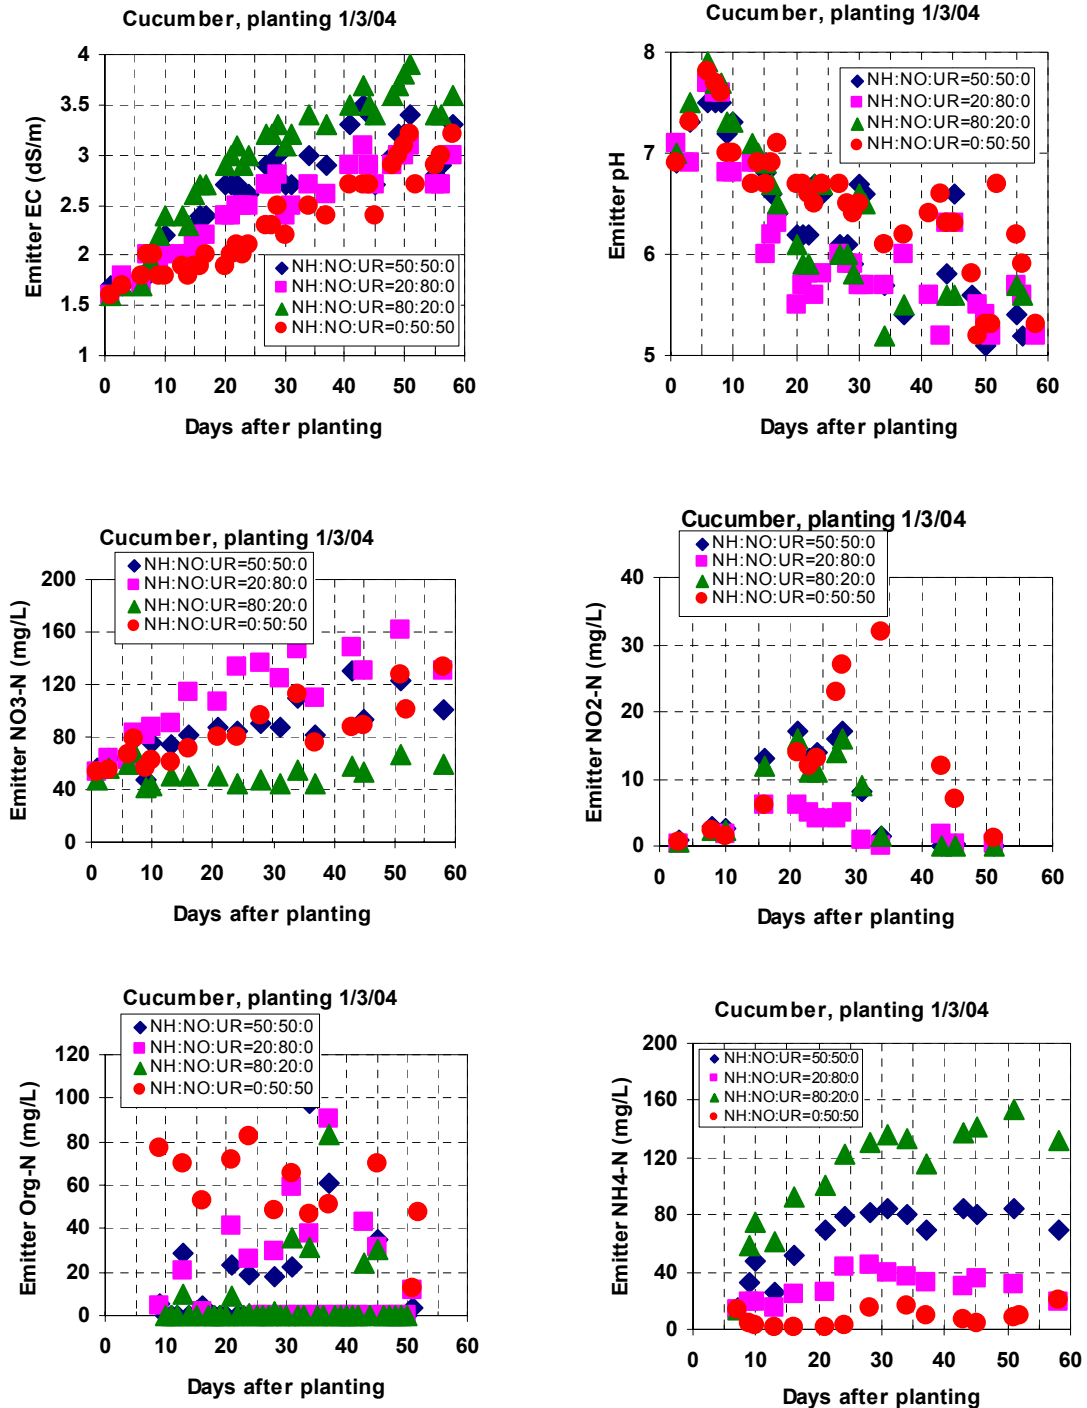 Cucumber, planting 1/3/04
4
3.5
3
2.5
2
1.5
1
Emitter EC (dS/m)
NH:NO:UR=50:50:0
NH:NO:UR=20:80:0
NH:NO:UR=80:20:0
NH:NO:UR=0:50:50
0 10 20 30 40 50 60
Days after planting
Cucumber, planting 1/3/04
8
7
6
5
Emitter pH
NH:NO:UR=50:50:0
NH:NO:UR=20:80:0
NH:NO:UR=80:20:0
NH:NO:UR=0:50:50
0 10 20 30 40 50 60
Days after planting
Cucumber, planting 1/3/04
NH:NO:UR=50:50:0
NH:NO:UR=20:80:0
NH:NO:UR=80:20:0
NH:NO:UR=0:50:50
200
160
120
80
40
0
Emitter NO3-N (mg/L)
0 10 20 30 40 50 60
Days after planting
Cucumber, planting 1/3/04
NH:NO:UR=50:50:0
NH:NO:UR=20:80:0
NH:NO:UR=80:20:0
NH:NO:UR=0:50:50
40
30
20
10
0
Emitter NO2-N (mg/L)
0 10 20 30 40 50 60
Days after planting
Cucumber, planting 1/3/04
NH:NO:UR=50:50:0
NH:NO:UR=20:80:0
NH:NO:UR=80:20:0
NH:NO:UR=0:50:50
120
100
80
60
40
20
0
Emitter Org-N (mg/L)
0 10 20 30 40 50 60
Days after planting
Cucumber, planting 1/3/04
200
160
120
80
40
0
Emitter NH4-N (mg/L)
NH:NO:UR=50:50:0
NH:NO:UR=20:80:0
NH:NO:UR=80:20:0
NH:NO:UR=0:50:50
0 10 20 30 40 50 60
Days after planting